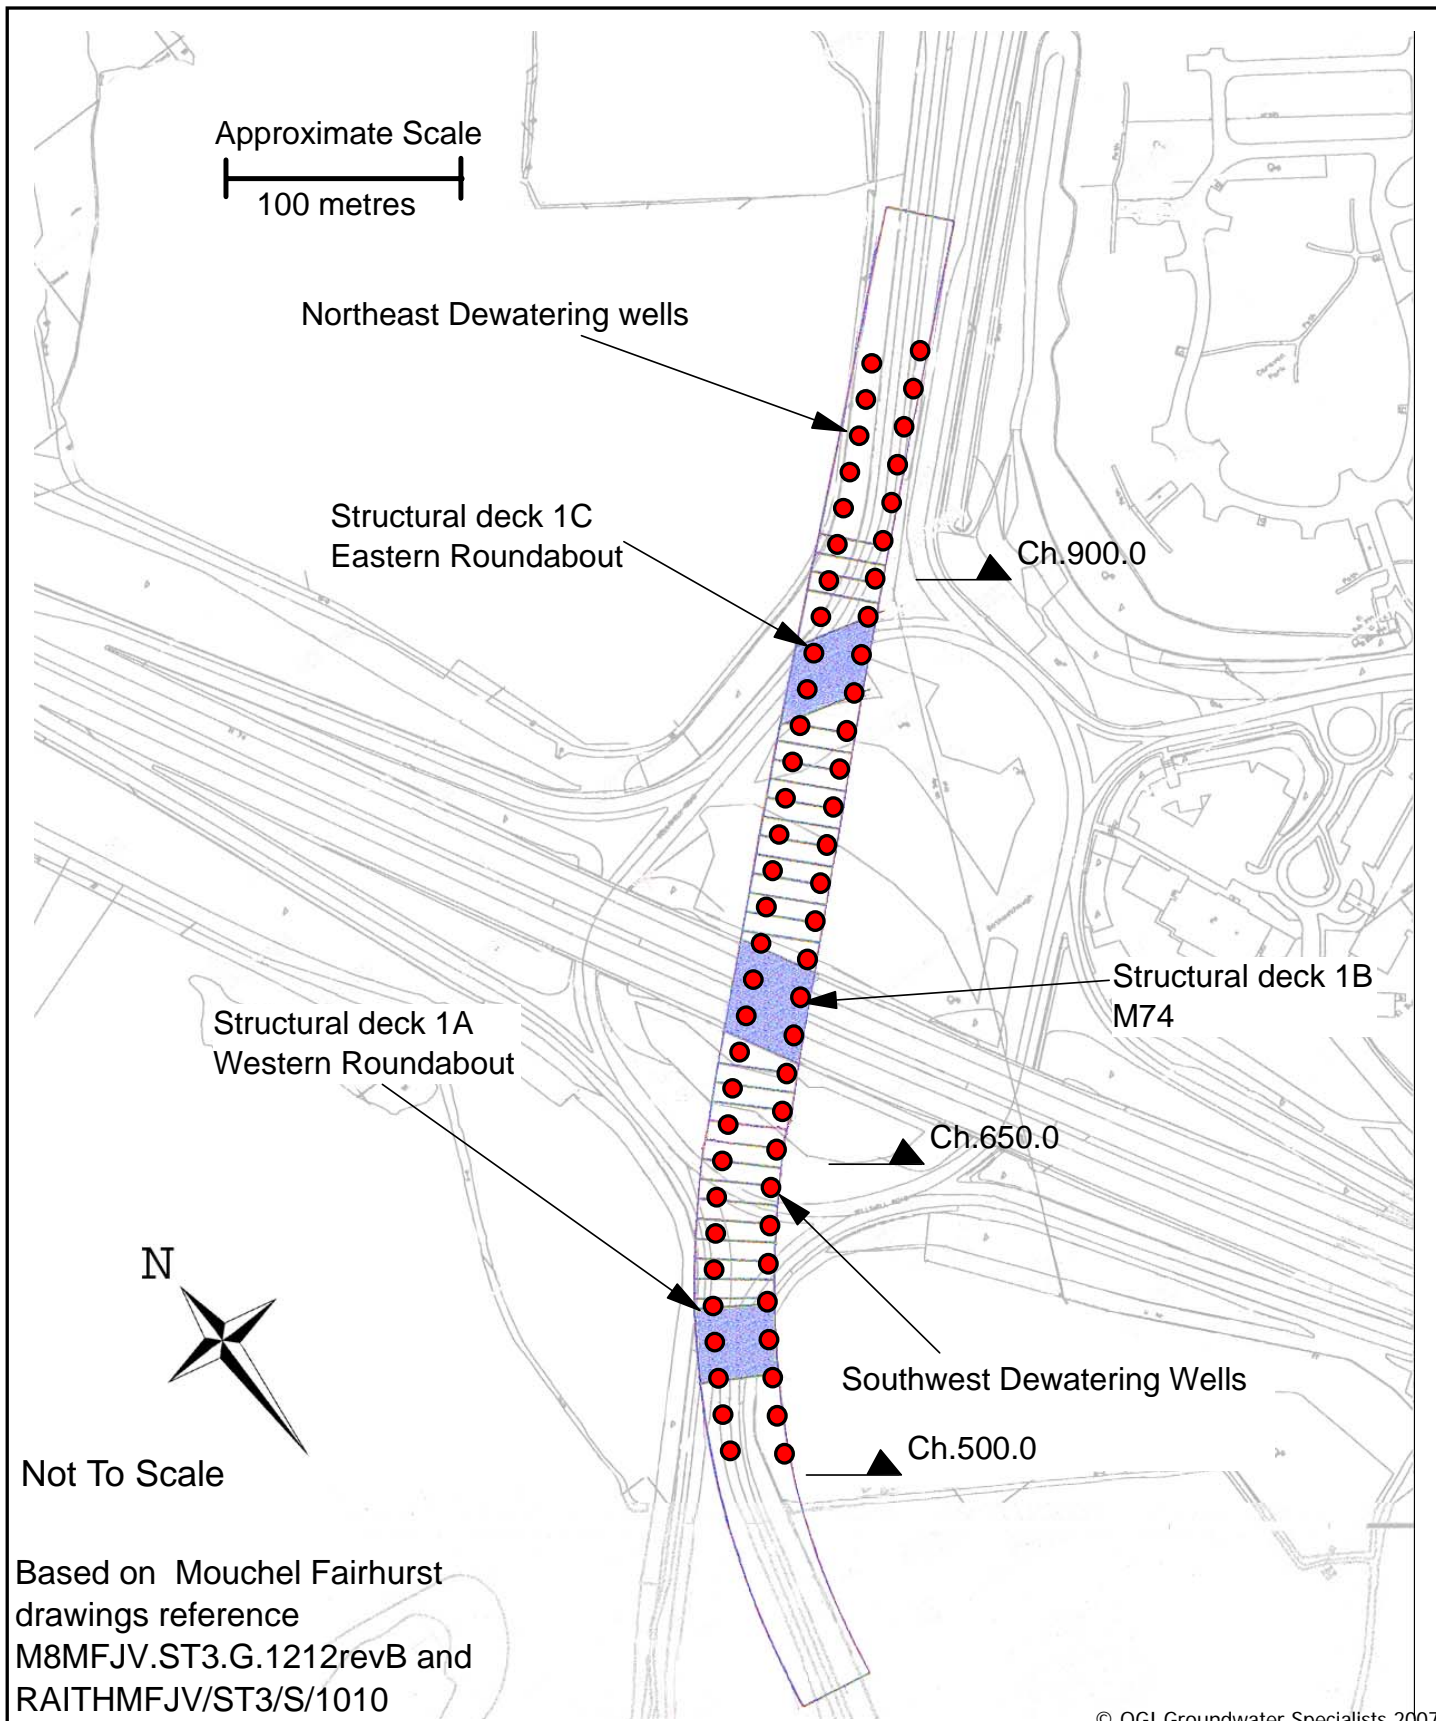 Approximate Scale
100 metres
Northeast Dewatering wells
Structural deck 1C
Eastern Roundabout
Ch.900.0
Structural deck 1B
M74
Structural deck 1A
Western Roundabout
Ch.650.0
N
Southwest Dewatering Wells
Ch.500.0
Not To Scale
Based on Mouchel Fairhurst
drawings reference
M8MFJV.ST3.G.1212revB and
RAITHMFJV/ST3/S/1010
© OGI Groundwater Specialists 2007